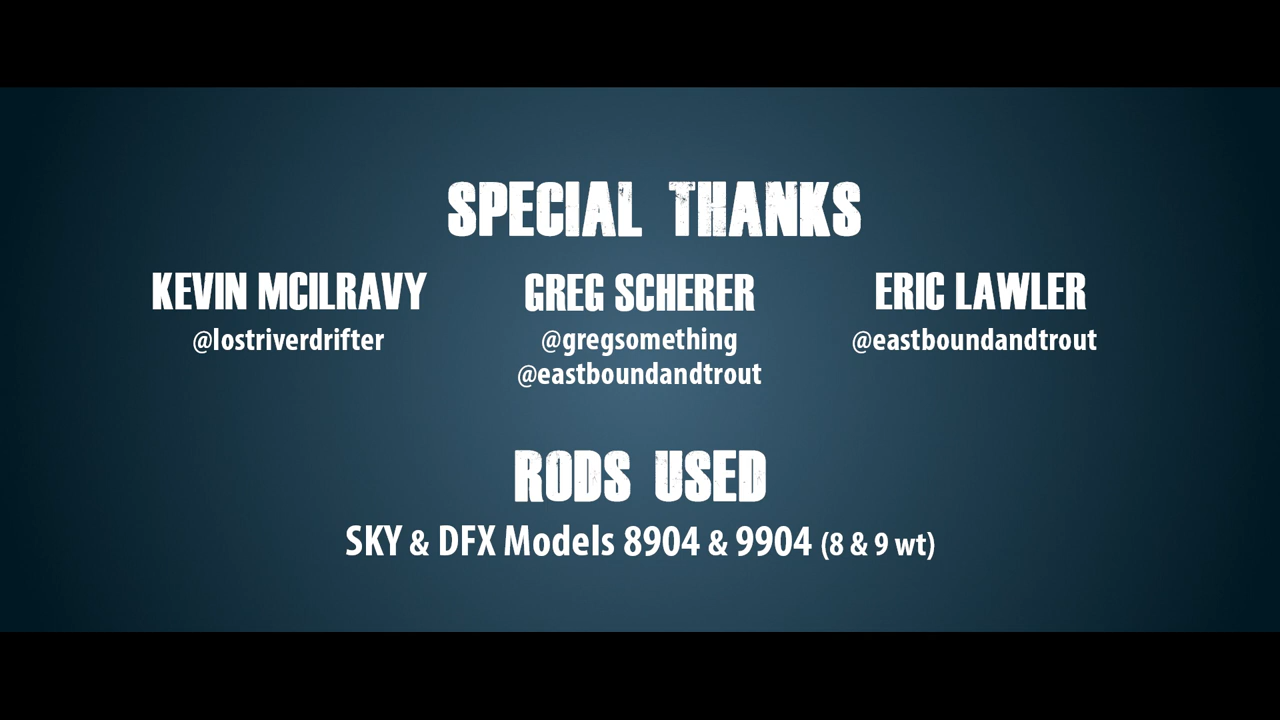 SPECIAL THANKS
KEVIN MCILRAVY
@lostriverdrifter
GREG SCHERER
@gregsomething
@eastboundandtrout
ERIC LAWLER
@eastboundandtrout
RODS USED
SKY & DFX Models 8904 & 9904 (8 & 9 wt)